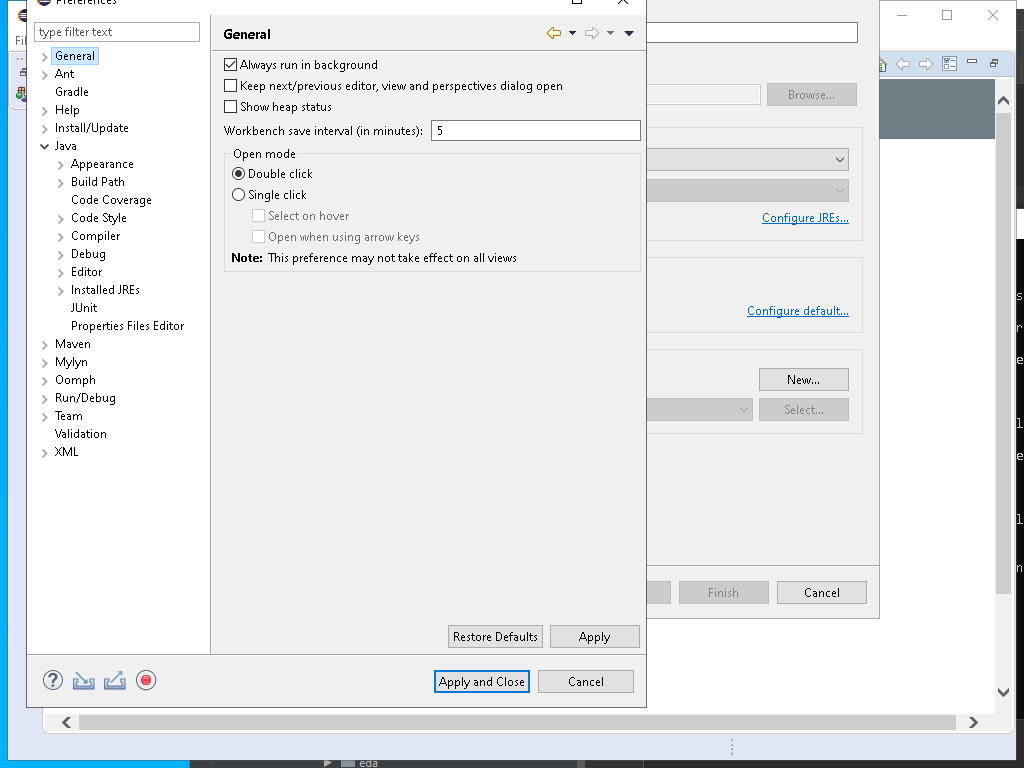 Preferences
type filter text
General
Ant
Gradle
Help
Install/Update
Java
Appearance
Build Path
Code Coverage
Code Style
Compiler
Debug
Editor
Installed JREs
JUnit
Properties Files Editor
Maven
Mylyn
Oomph
Run/Debug
Team
Validation
XML
General
Always run in background
Keep next/previous editor, view and perspectives dialog open
Show heap status
Workbench save interval (in minutes): 5
Open mode
Double click
Single click
Select on hover
Open when using arrow keys
Note: This preference may not take effect on all views
Restore Defaults Apply
Apply and Close Cancel
Browse...
Configure JREs...
Configure default...
New...
Select...
Finish Cancel
eda